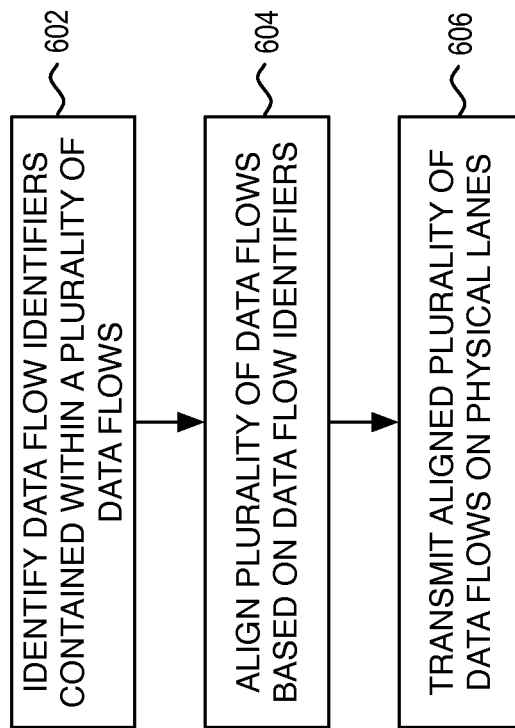 IDENTIFY DATA FLOW IDENTIFIERS
CONTAINED WITHIN A PLURALITY OF
DATA FLOWS
602
ALIGN PLURALITY OF DATA FLOWS
BASED ON DATA FLOW IDENTIFIERS
604
TRANSMIT ALIGNED PLURALITY OF
DATA FLOWS ON PHYSICAL LANES
606